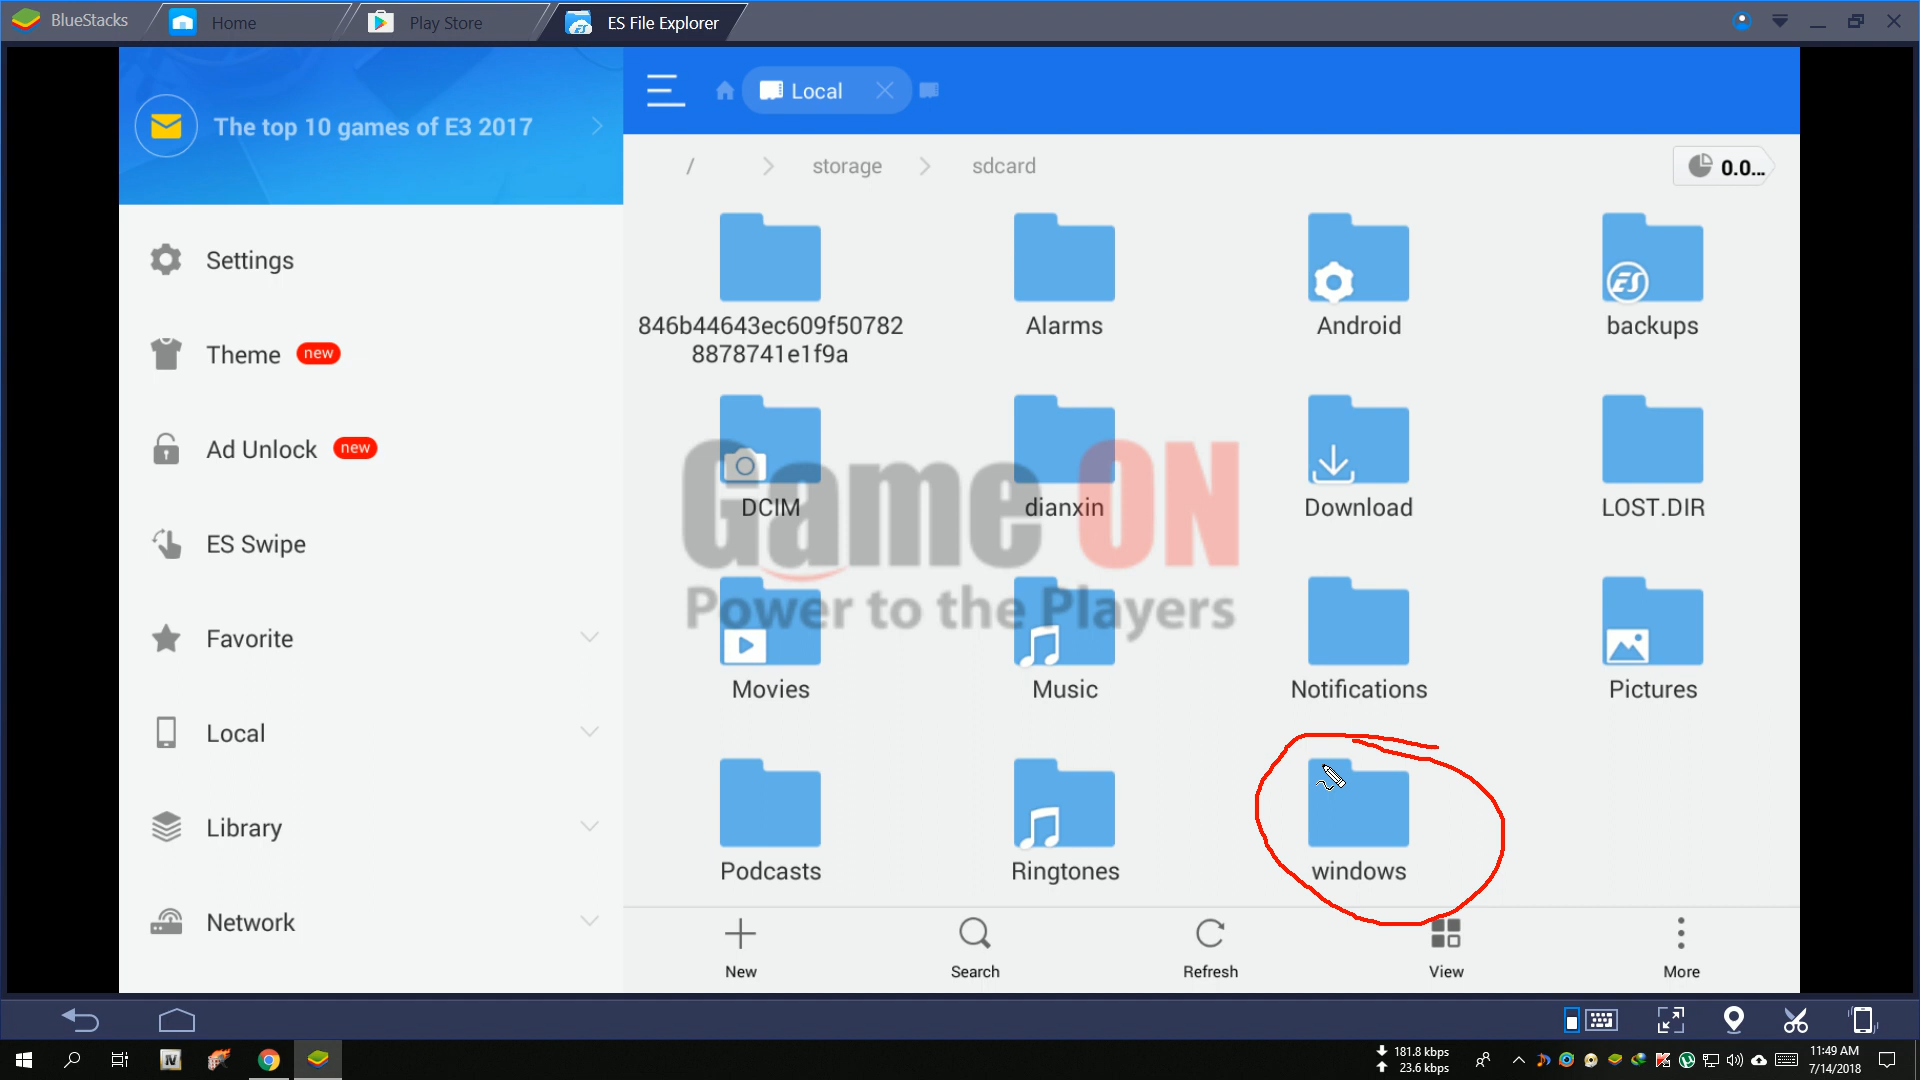 BlueStacks
Home
Play Store
ES File Explorer
The top 10 games of E3 2017
Local
/ storage sdcard
0.0...
Settings
Theme new
Ad Unlock new
ES Swipe
Favorite
Local
Library
Network
846b44643ec609f50782
8878741e1f9a
Alarms
Android
ES
backups
DCIM
dianxin
Download
LOST.DIR
Game ON
Power to the Players
Movies
Music
Notifications
Pictures
Podcasts
Ringtones
windows
New
Search
Refresh
View
More
IV
181.8 kbps
23.6 kbps
11:49 AM
7/14/2018